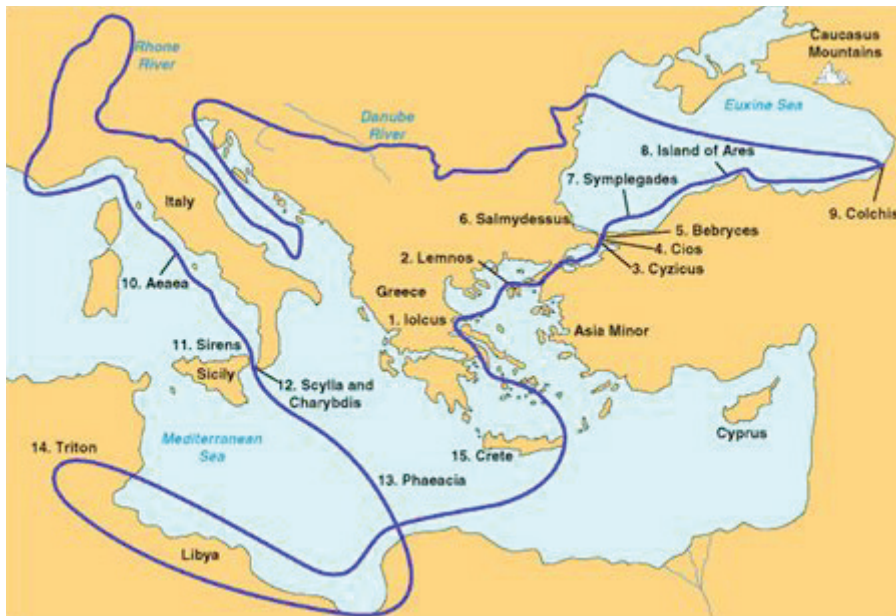 Rhone
River
Caucasus
Mountains
Danube
River
Euxine Sea
8. Island of Ares
7. Symplegades
Italy
6. Salmydessus
9. Colchis
5. Bebryces
4. Cios
3. Cyzicus
2. Lemnos
10. Aeaea
Greece
1. Iolcus
Asia Minor
11. Sirens
Sicily
12. Scylla and
Charybdis
Cyprus
Mediterranean
Sea
14. Triton
15. Crete
13. Phaeacia
Libya